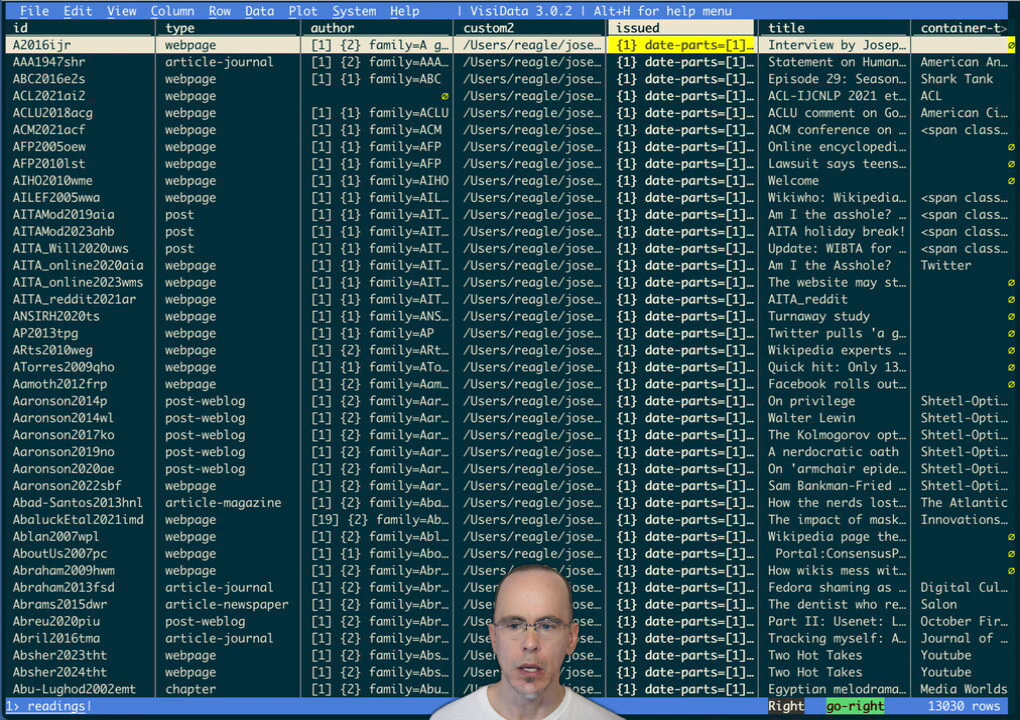 File Edit View Column Row Data Plot System Help | VisiData 3.0.2 | Alt+H for help menu
id type author custom2 issued title container-t>
A2016ijr webpage [1] {2} family=A g… /Users/reagle/jose… {1} date-parts=[1]… Interview by Josep… ∅
AAA1947shr article-journal [1] {2} family=AAA… /Users/reagle/jose… {1} date-parts=[1]… Statement on Human… American An…
ABC2016e2s webpage [1] {1} family=ABC /Users/reagle/jose… {1} date-parts=[1]… Episode 29: Season… Shark Tank
ACL2021ai2 webpage ∅ /Users/reagle/jose… {1} date-parts=[1]… ACL-IJCNLP 2021 et… ACL
ACLU2018acg webpage [1] {1} family=ACLU /Users/reagle/jose… {1} date-parts=[1]… ACLU comment on Go… American Ci…
ACM2021acf webpage [1] {1} family=ACM /Users/reagle/jose… {1} date-parts=[1]… ACM conference on … <span class…
AFP2005oew webpage [1] {1} family=AFP /Users/reagle/jose… {1} date-parts=[1]… Online encyclopedi… ∅
AFP2010lst webpage [1] {1} family=AFP /Users/reagle/jose… {1} date-parts=[1]… Lawsuit says teens… ∅
AIHO2010wme webpage [1] {1} family=AIHO /Users/reagle/jose… {1} date-parts=[1]… Welcome ∅
AILEF2005wwa webpage [1] {2} family=AIL… /Users/reagle/jose… {1} date-parts=[1]… Wikiwho: Wikipedia… <span class…
AITAMod2019aia post [1] {1} family=AIT… /Users/reagle/jose… {1} date-parts=[1]… Am I the asshole? … <span class…
AITAMod2023ahb post [1] {1} family=AIT… /Users/reagle/jose… {1} date-parts=[1]… AITA holiday break! <span class…
AITA_Will2020uws post [1] {2} family=AIT… /Users/reagle/jose… {1} date-parts=[1]… Update: WIBTA for … <span class…
AITA_online2020aia webpage [1] {1} family=AIT… /Users/reagle/jose… {1} date-parts=[1]… Am I the Asshole? Twitter
AITA_online2023wms webpage [1] {1} family=AIT… /Users/reagle/jose… {1} date-parts=[1]… The website may st… ∅
AITA_reddit2021ar webpage [1] {1} family=AIT… /Users/reagle/jose… {1} date-parts=[1]… AITA_reddit ∅
ANSIRH2020ts webpage [1] {1} family=ANS… /Users/reagle/jose… {1} date-parts=[1]… Turnaway study ∅
AP2013tpg webpage [1] {1} family=AP /Users/reagle/jose… {1} date-parts=[1]… Twitter pulls 'a g… ∅
ARts2010weg webpage [1] {2} family=ARt… /Users/reagle/jose… {1} date-parts=[1]… Wikipedia experts … ∅
ATorres2009qho webpage [1] {1} family=ATo… /Users/reagle/jose… {1} date-parts=[1]… Quick hit: Only 13… ∅
Aamoth2012frp webpage [1] {2} family=Aam… /Users/reagle/jose… {1} date-parts=[1]… Facebook rolls out… ∅
Aaronson2014p post-weblog [1] {2} family=Aar… /Users/reagle/jose… {1} date-parts=[1]… On privilege Shtetl-Opti…
Aaronson2014wl post-weblog [1] {2} family=Aar… /Users/reagle/jose… {1} date-parts=[1]… Walter Lewin Shtetl-Opti…
Aaronson2017ko post-weblog [1] {2} family=Aar… /Users/reagle/jose… {1} date-parts=[1]… The Kolmogorov opt… Shtetl-Opti…
Aaronson2019no post-weblog [1] {2} family=Aar… /Users/reagle/jose… {1} date-parts=[1]… A nerdocratic oath Shtetl-Opti…
Aaronson2020ae post-weblog [1] {2} family=Aar… /Users/reagle/jose… {1} date-parts=[1]… On 'armchair epide… Shtetl-Opti…
Aaronson2022sbf webpage [1] {2} family=Aar… /Users/reagle/jose… {1} date-parts=[1]… Sam Bankman-Fried … Shtetl-Opti…
Abad-Santos2013hnl article-magazine [1] {2} family=Aba… /Users/reagle/jose… {1} date-parts=[1]… How the nerds lost… The Atlantic
AbaluckEtal2021imd webpage [19] {2} family=Ab… /Users/reagle/jose… {1} date-parts=[1]… The impact of mask… Innovations…
Ablan2007wpl webpage [1] {2} family=Abl… /Users/reagle/jose… {1} date-parts=[1]… Wikipedia page the… ∅
AboutUs2007pc webpage [1] {1} family=Abo… /Users/reagle/jose… {1} date-parts=[1]… Portal:ConsensusP… ∅
Abraham2009hwm webpage [1] {2} family=Abr… /Users/reagle/jose… {1} date-parts=[1]… How wikis mess wit… ∅
Abraham2013fsd article-journal [1] {2} family=Abr… /Users jose… {1} date-parts=[1]… Fedora shaming as … Digital Cul…
Abrams2015dwr article-newspaper [1] {2} family=Abr… /User jose… {1} date-parts=[1]… The dentist who re… Salon
Abreu2020piu post-weblog [1] {2} family=Abr… /User jose… {1} date-parts=[1]… Part II: Usenet: L… October Fir…
Abril2016tma article-journal [1] {2} family=Abr… /User jose… {1} date-parts=[1]… Tracking myself: A… Journal of …
Absher2023tht webpage [1] {2} family=Abs… /User jose… {1} date-parts=[1]… Two Hot Takes Youtube
Absher2024tht webpage [1] {2} family=Abs… /Users jose… {1} date-parts=[1]… Two Hot Takes Youtube
Abu-Lughod2002emt chapter [1] {2} family=Abu… /User ose… {1} date-parts=[1]… Egyptian melodrama… Media Worlds
1> readings| Right go-right 13030 rows